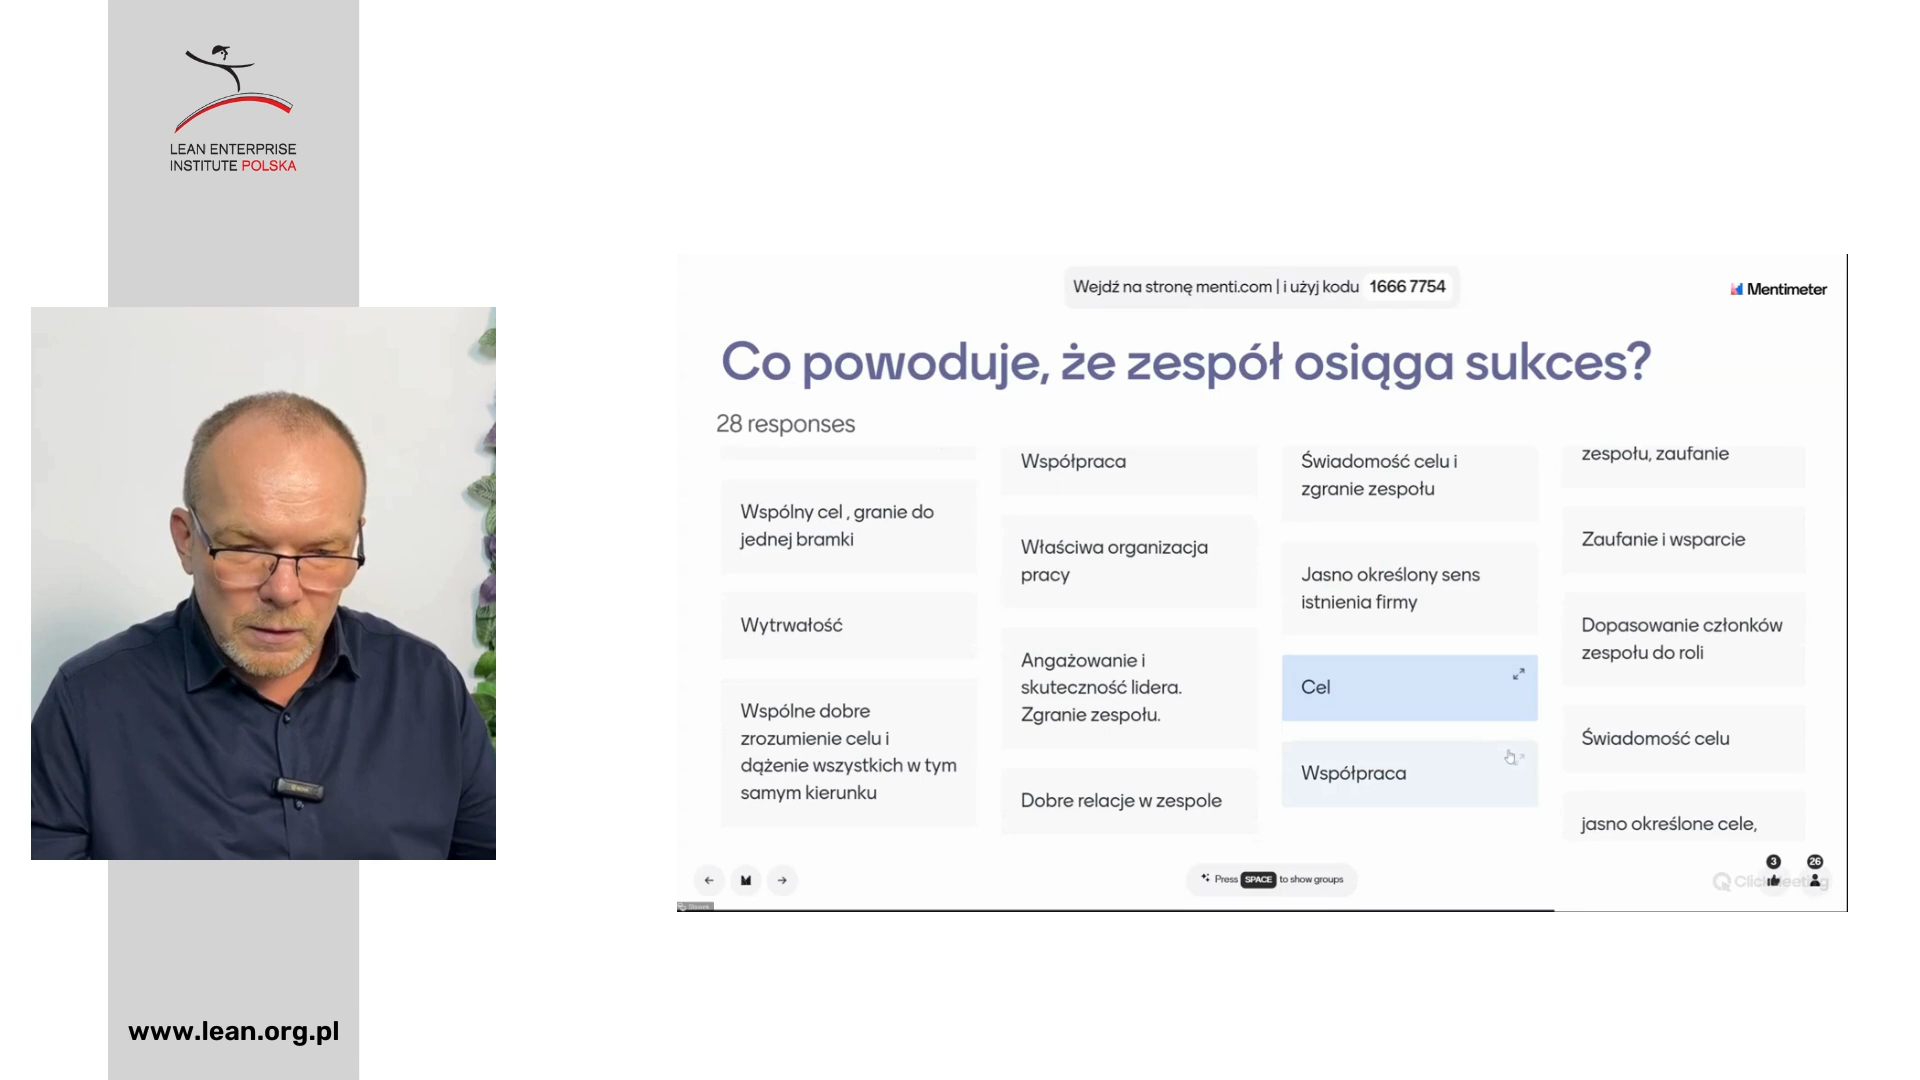 LEAN ENTERPRISE
INSTITUTE POLSKA
www.lean.org.pl
Wejdź na stronę menti.com | i użyj kodu 1666 7754
Mentimeter
Co powoduje, że zespół osiąga sukces?
28 responses
Wspólny cel , granie do
jednej bramki
Wytrwałość
Wspólne dobre
zrozumienie celu i
dążenie wszystkich w tym
samym kierunku
Współpraca
Właściwa organizacja
pracy
Angażowanie i
skuteczność lidera.
Zgranie zespołu.
Dobre relacje w zespole
Świadomość celu i
zgranie zespołu
Jasno określony sens
istnienia firmy
Cel
Współpraca
zespołu, zaufanie
Zaufanie i wsparcie
Dopasowanie członków
zespołu do roli
Świadomość celu
jasno określone cele,
Press SPACE to show groups
3
26
ClickMeeting